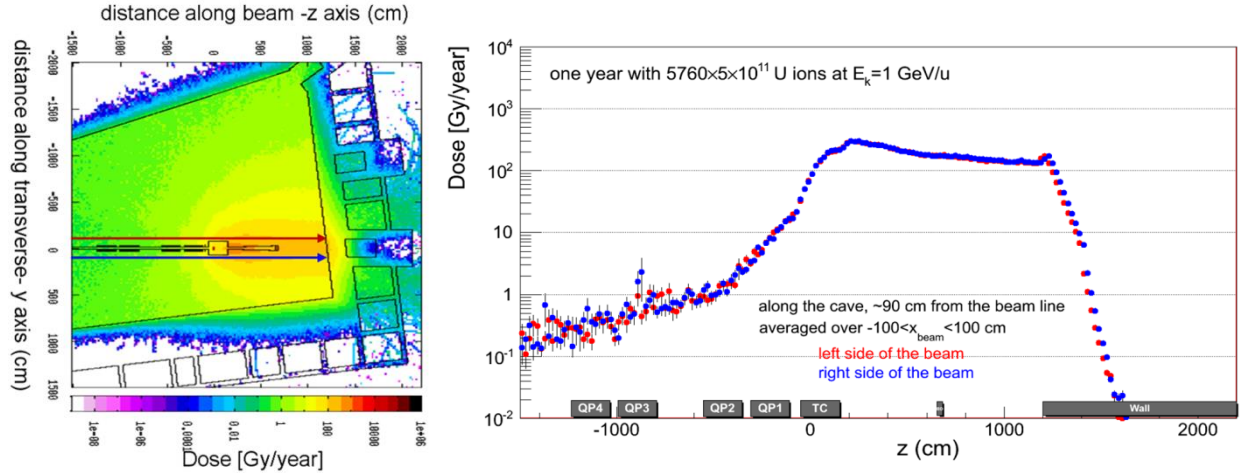 distance along beam -z axis (cm)
-1500
-1000
-500
0
500
1000
1500
2000
distance along transverse- y axis (cm)
-2000
-1500
-1000
-500
0
500
1000
1500
1e-08
1e-06
0.0001
0.01
1
100
1e+04
1e+06
Dose [Gy/year]
Dose [Gy/year]
10⁴
10³
10²
10
1
10⁻¹
10⁻²
one year with 5760×5×10¹¹ U ions at Eₖ=1 GeV/u
along the cave, ~90 cm from the beam line
averaged over -100<x_beam<100 cm
left side of the beam
right side of the beam
QP4 QP3 QP2 QP1 TC Wall
-1000 0 1000 2000
z (cm)